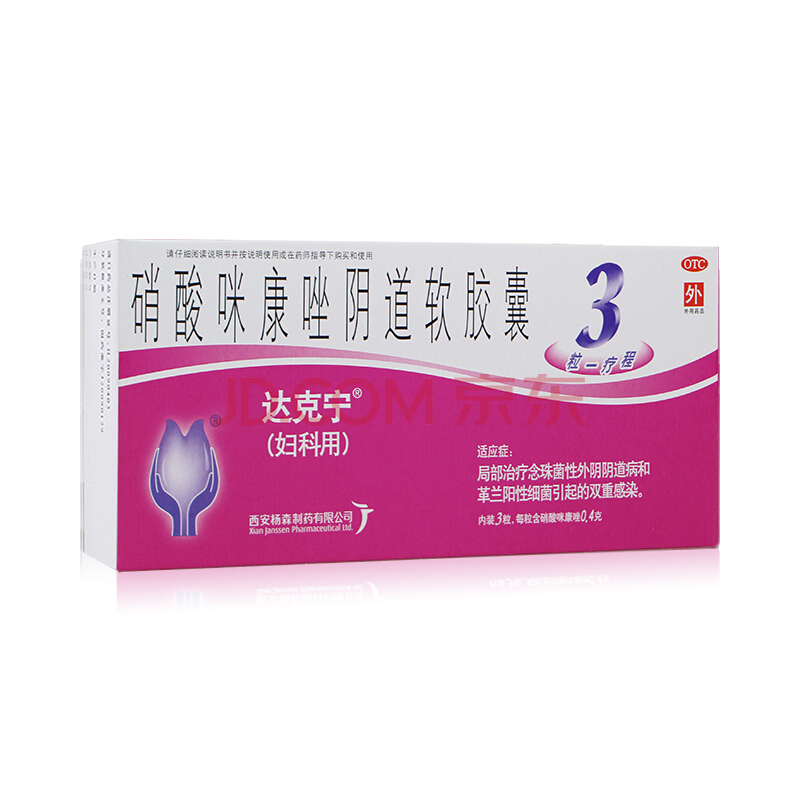 请仔细阅读说明书并按说明使用或在药师指导下购买和使用
硝酸咪康唑阴道软胶囊
3
粒一疗程
OTC
外
外用药品
JD.COM 京东
达克宁®
(妇科用)
®
适应症:
局部治疗念珠菌性外阴阴道病和
革兰阳性细菌引起的双重感染。
内装3粒,每粒含硝酸咪康唑0.4克
西安杨森制药有限公司
Xian Janssen Pharmaceutical Ltd.